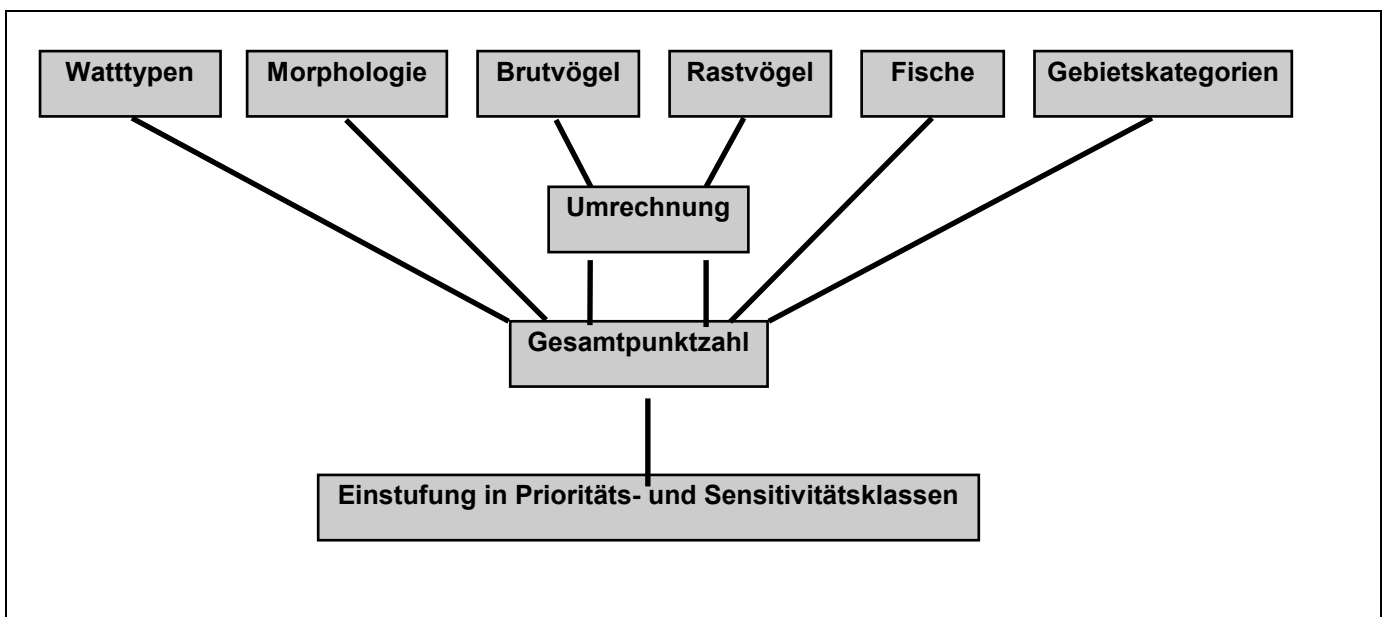 Watttypen
Morphologie
Brutvögel
Rastvögel
Fische
Gebietskategorien
Umrechnung
Gesamtpunktzahl
Einstufung in Prioritäts- und Sensitivitätsklassen